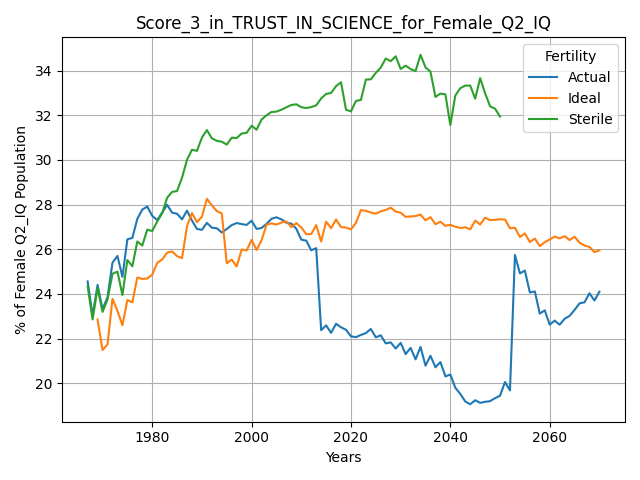 Score_3_in_TRUST_IN_SCIENCE_for_Female_Q2_IQ
% of Female Q2_IQ Population
34
32
30
28
26
24
22
20
Fertility
Actual
Ideal
Sterile
1980
2000
2020
2040
2060
Years